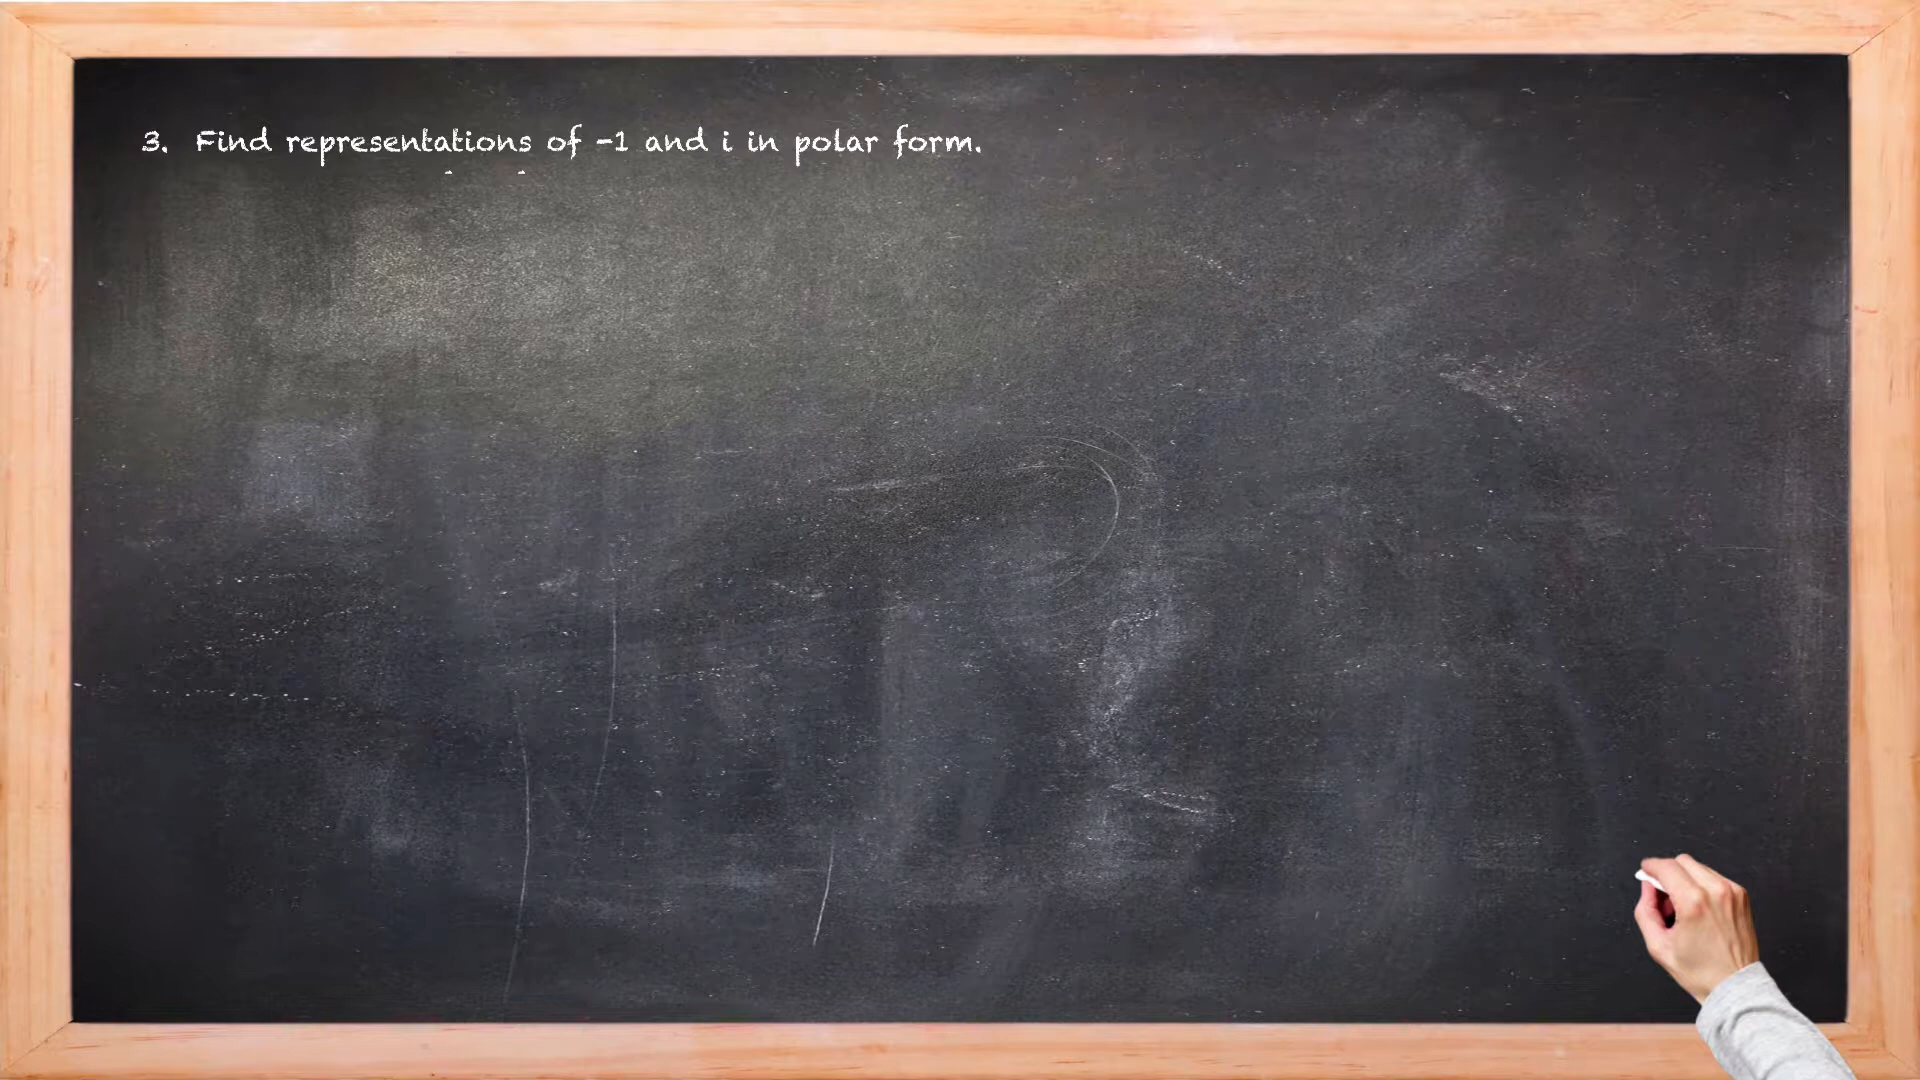 3. Find representations of -1 and i in polar form.